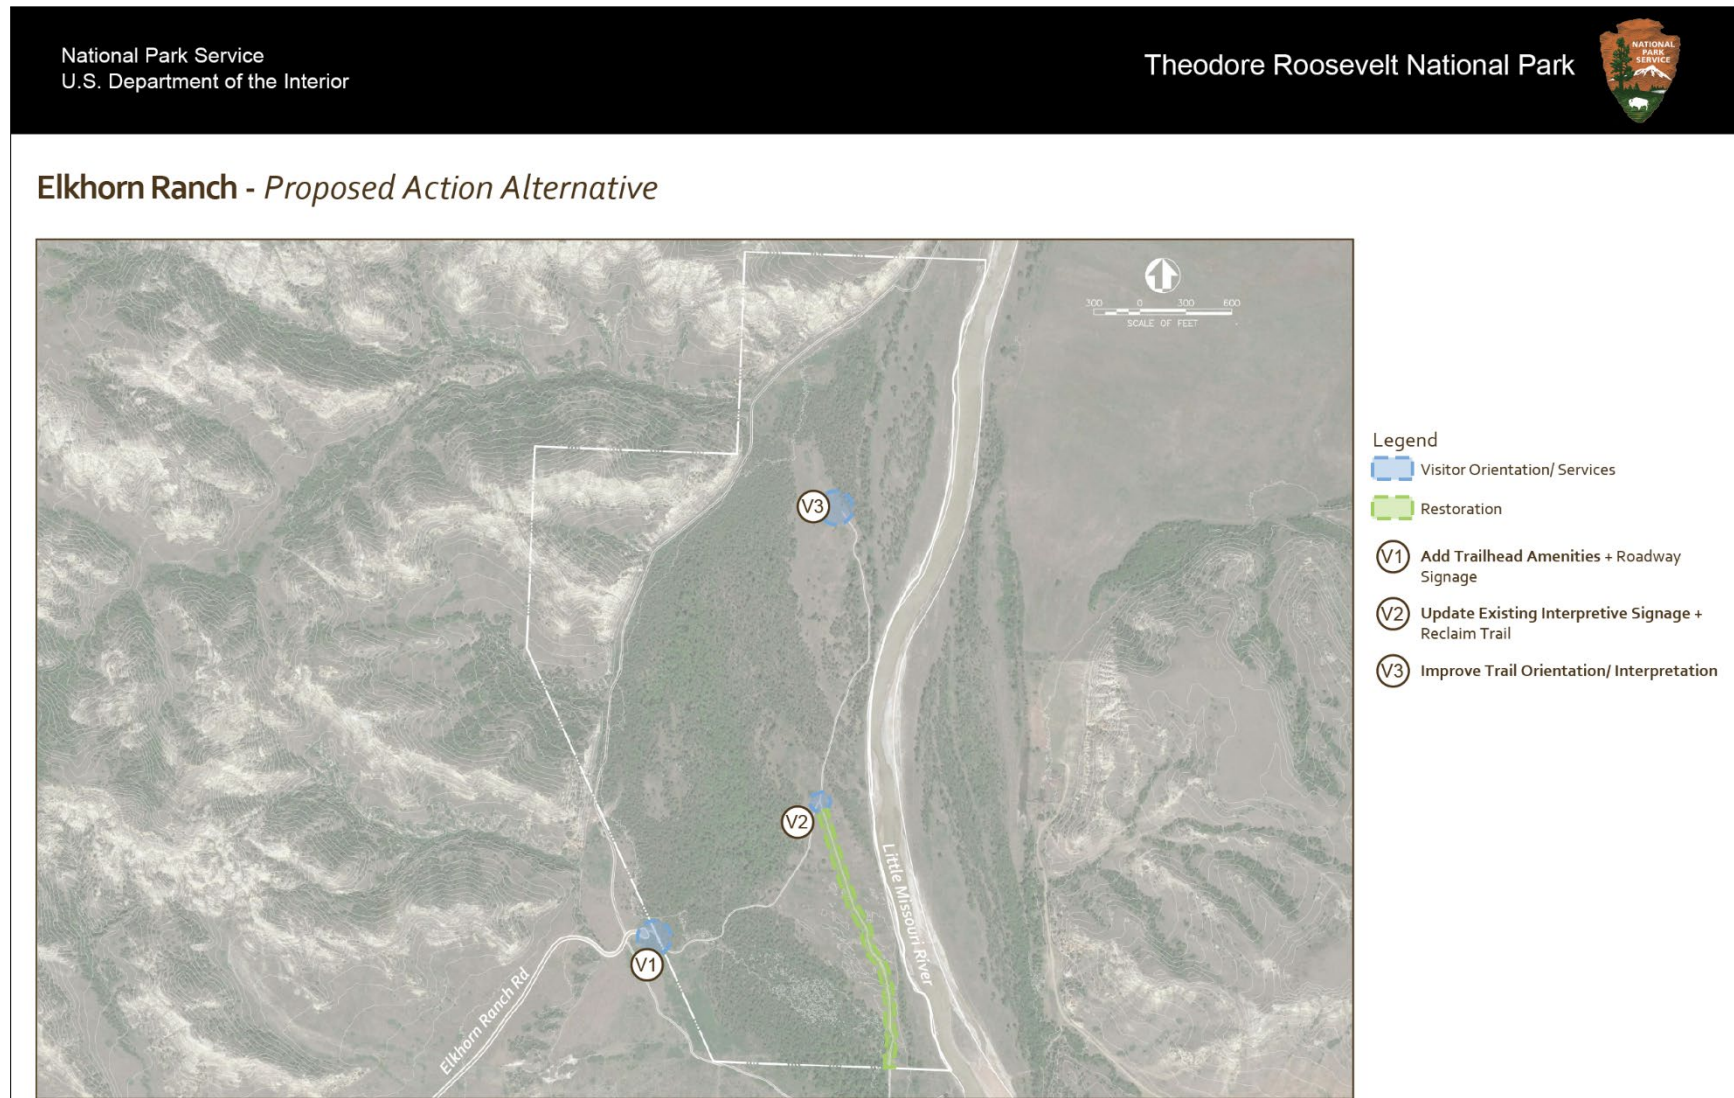 National Park Service
U.S. Department of the Interior
Theodore Roosevelt National Park
NATIONAL
PARK
SERVICE
Elkhorn Ranch - Proposed Action Alternative
300 0 300 600
SCALE OF FEET
V3
V2
V1
Little Missouri River
Elkhorn Ranch Rd
Legend
Visitor Orientation/ Services
Restoration
V1 Add Trailhead Amenities + Roadway
Signage
V2 Update Existing Interpretive Signage +
Reclaim Trail
V3 Improve Trail Orientation/ Interpretation